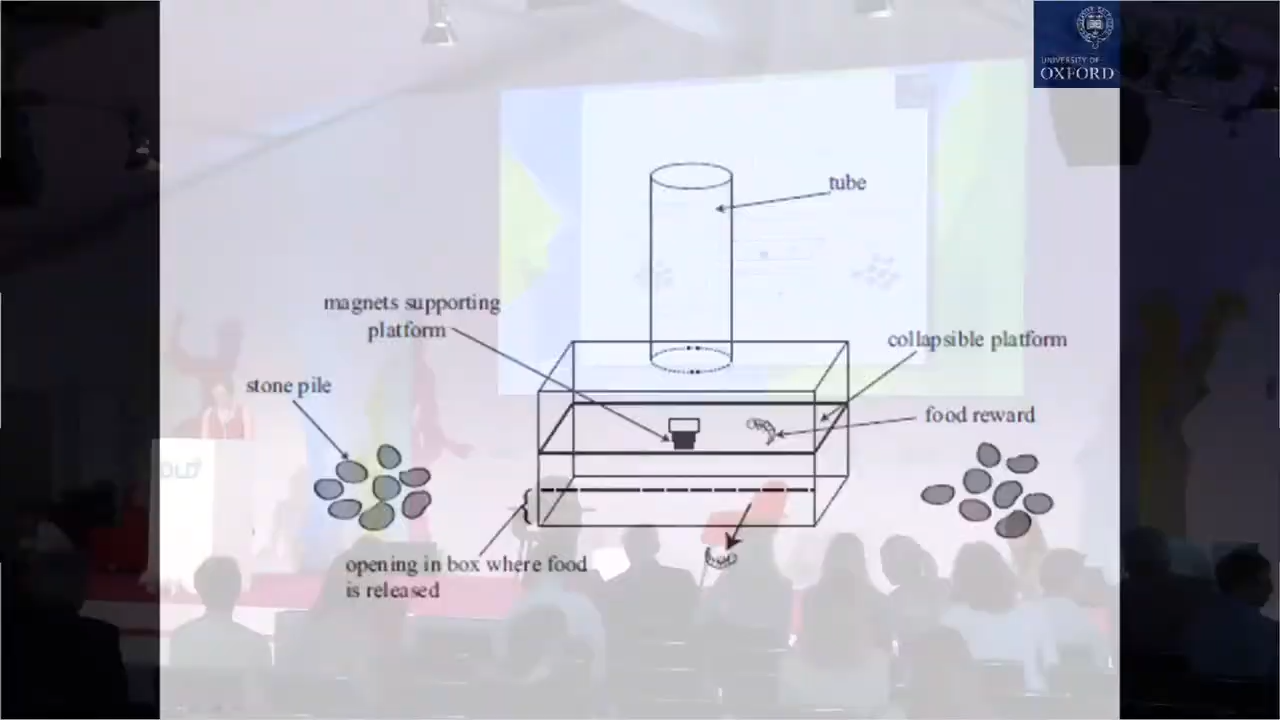 UNIVERSITY OF
OXFORD
tube
magnets supporting
platform
collapsible platform
stone pile
food reward
opening in box where food
is released